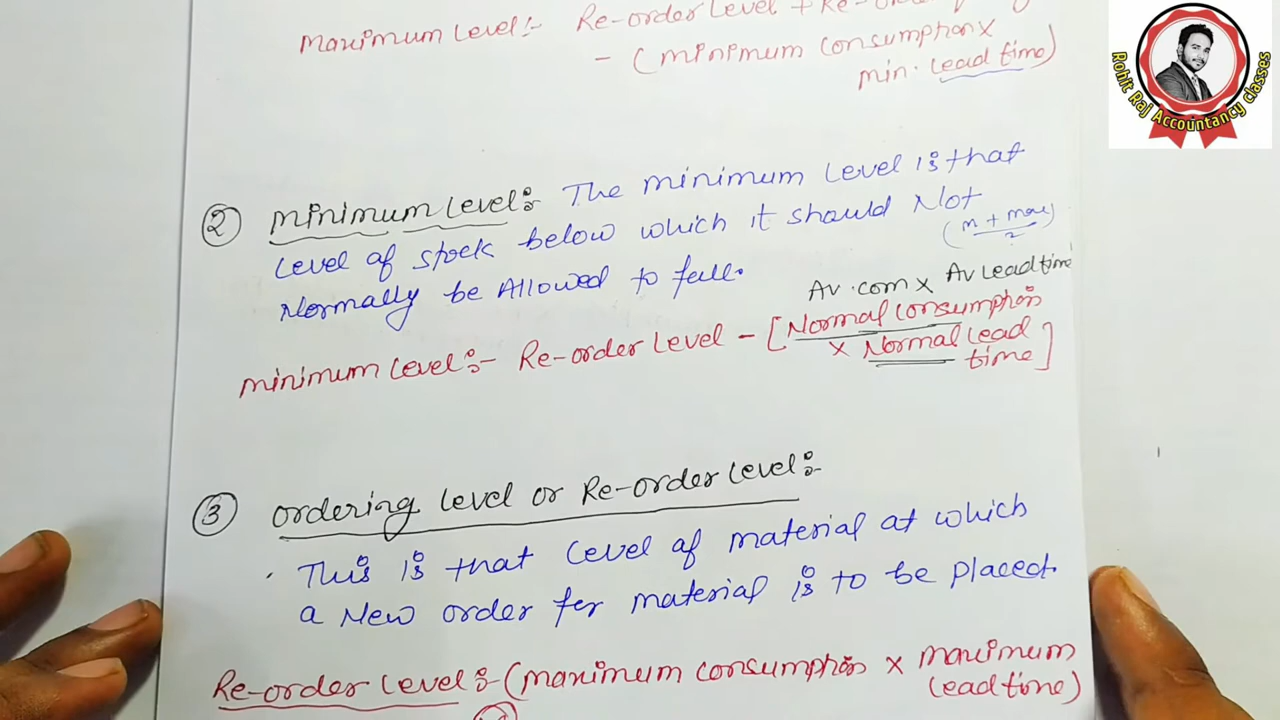 Maximum Level:- Re-order Level + Re-
- (minimum consumption x
min. Lead time)
② minimum Level:- The minimum Level is that
Level of stock below which it should Not
(m + max / 2)
Normally be Allowed to fall.
Av.com x Av Lead time
minimum Level:- Re-order Level - [Normal consumption
x Normal Lead
time]
③ ordering Level or Re-order Level:-
. This is that Level of material at which
a New order for material is to be placed.
Re-order Level:- (maximum consumption x maximum
Lead time)
Rohit Raj Accountancy classes